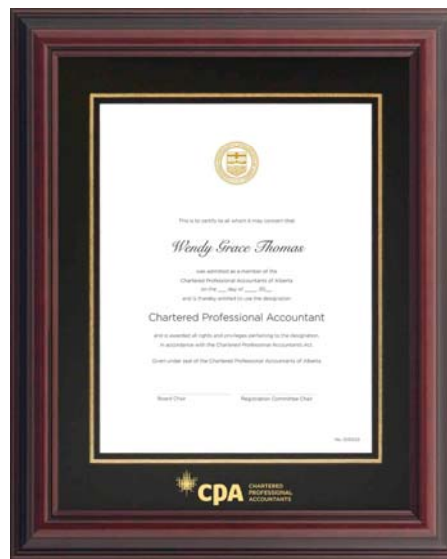 This is to certify to all whom it may concern that
Wendy Grace Thomas
was admitted as a member of the
Chartered Professional Accountants of Alberta
on the ___ day of ____ 20__
and is thereby entitled to use the designation
Chartered Professional Accountant
and is awarded all rights and privileges pertaining to the designation,
in accordance with the Chartered Professional Accountants Act.
Given under seal of the Chartered Professional Accountants of Alberta
Board Chair Registration Committee Chair
CPA CHARTERED
PROFESSIONAL
ACCOUNTANTS